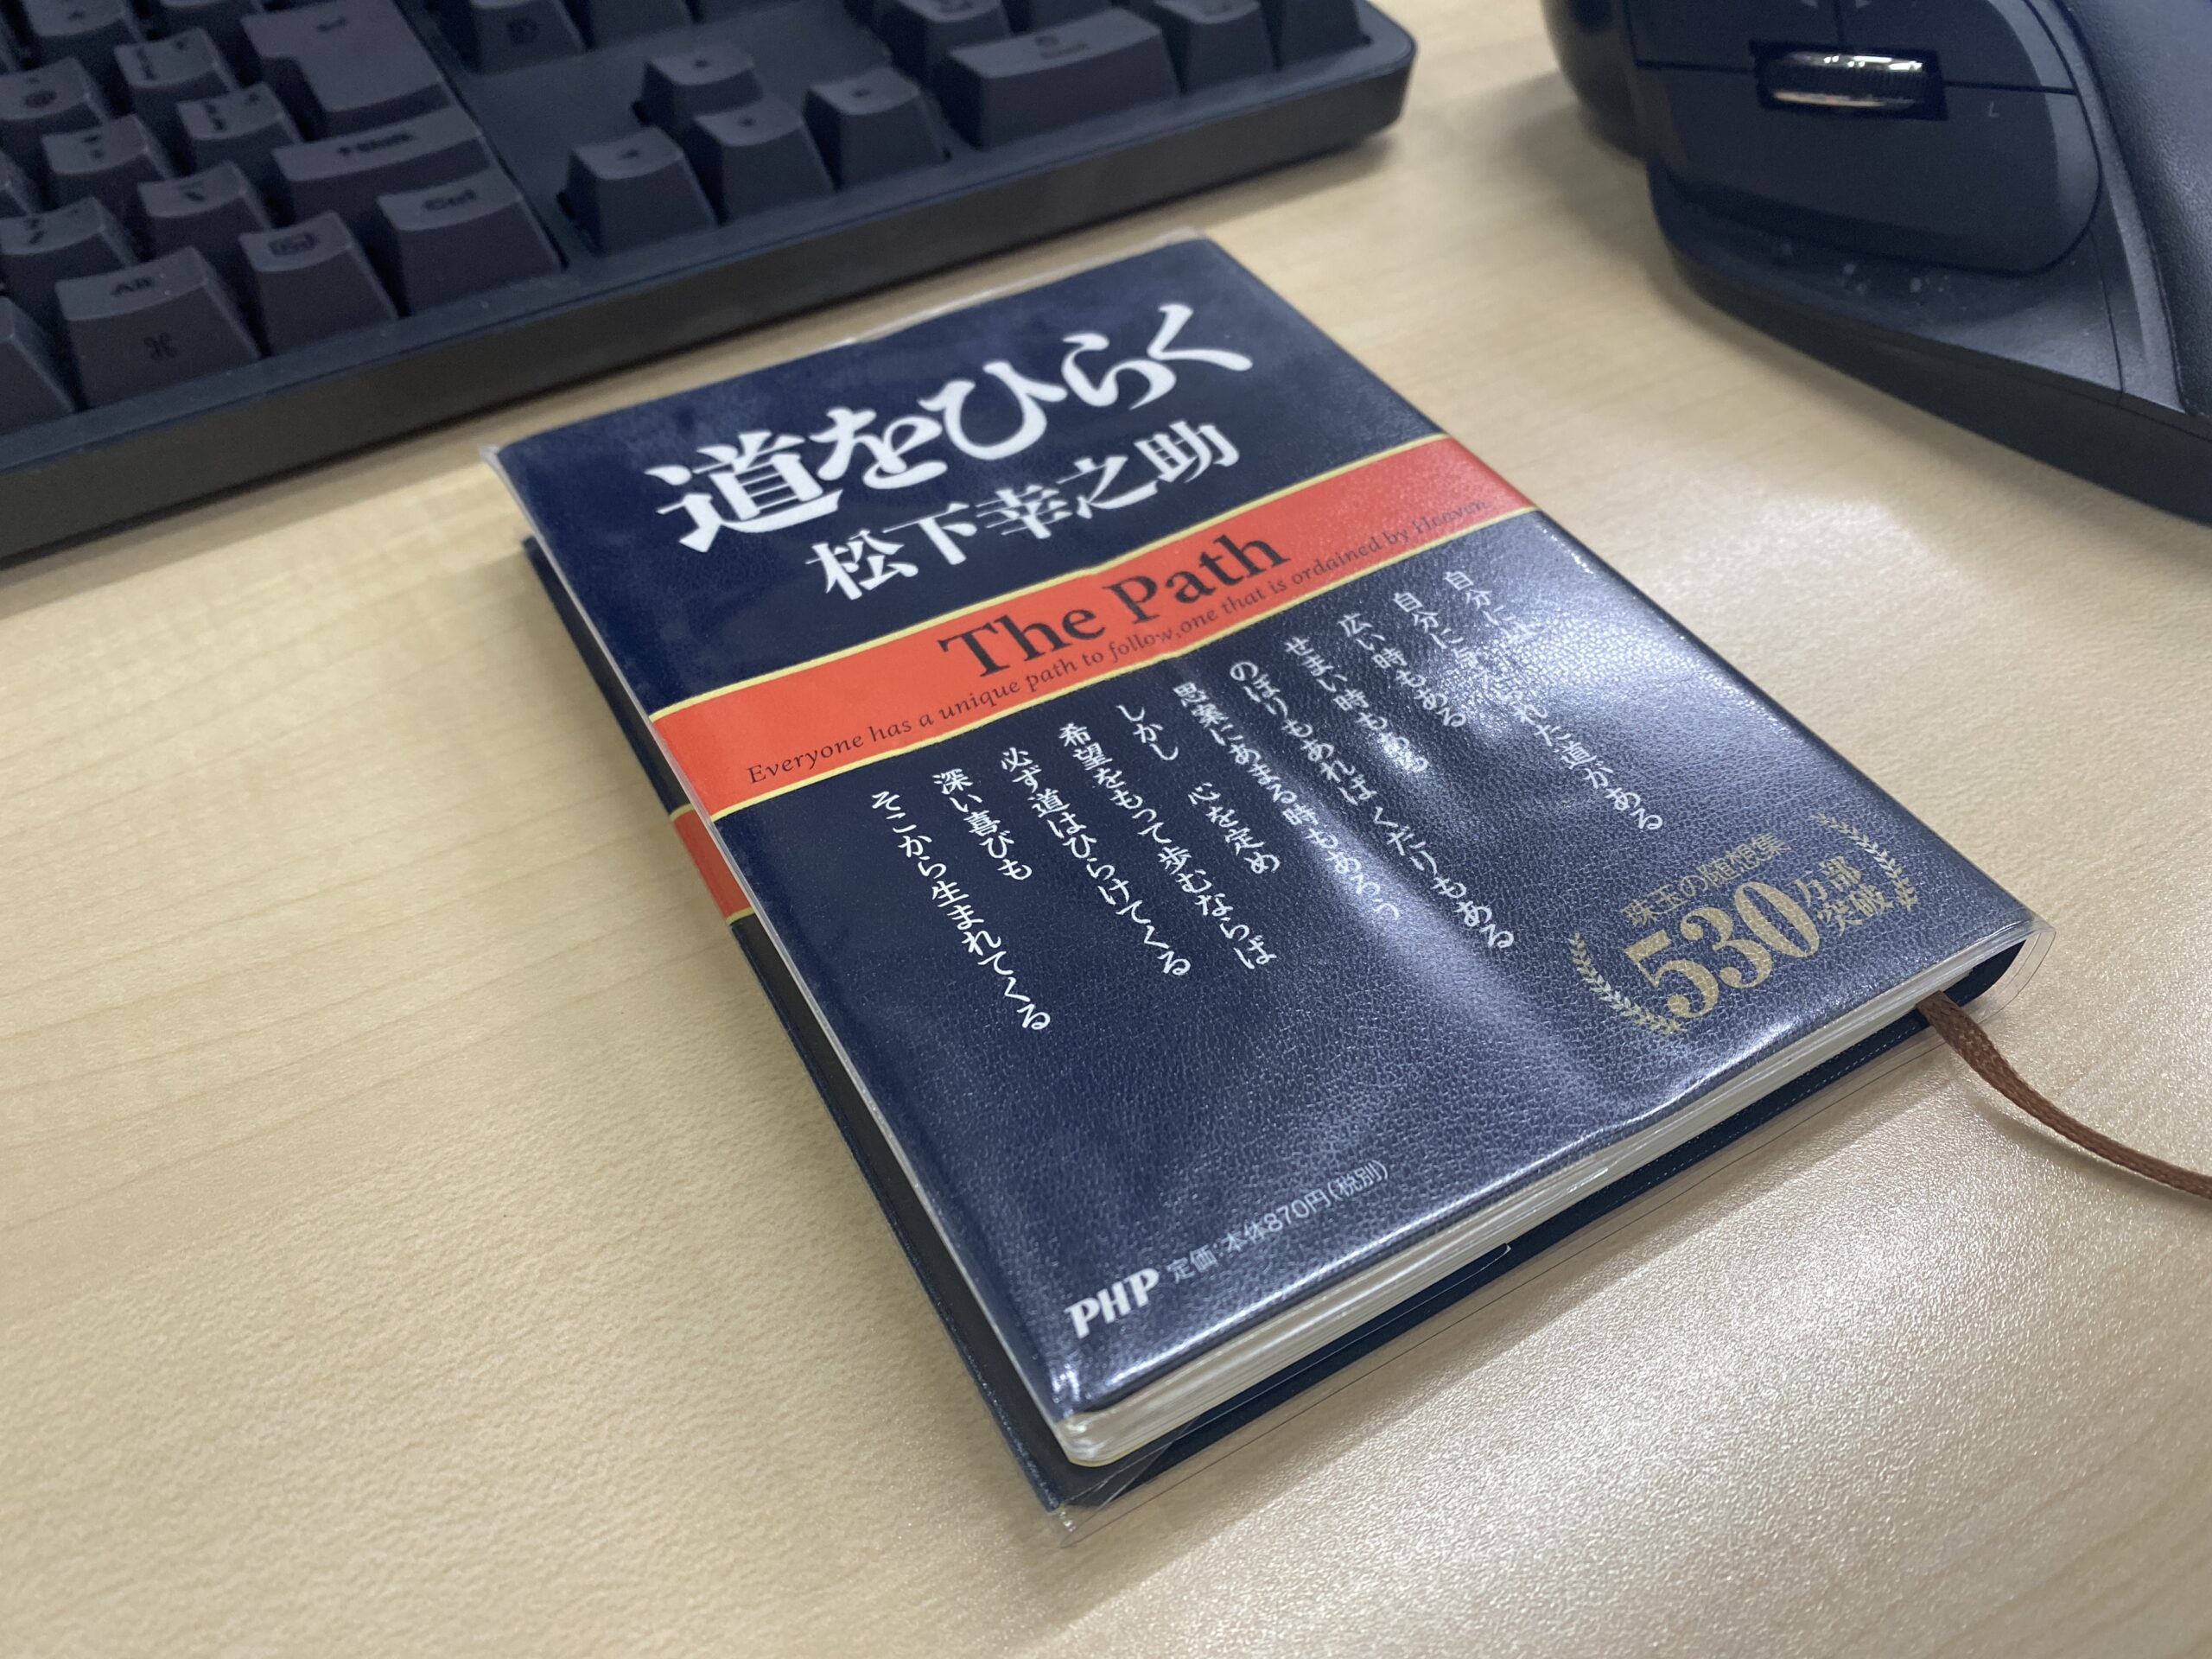 Alt
⌘
Ctrl
L
道をひらく
松下幸之助
The Path
Everyone has a unique path to follow, one that is ordained by Heaven
自分には られた道がある
広い時もある
せまい時もある
のぼりもあれば くだりもある
思案にあまる時もあろう
しかし 心を定め
希望をもって歩むならば
必ず道はひらけてくる
深い喜びも
そこから生まれてくる
珠玉の随想集
530万部
突破
PHP 定価:本体870円(税別)